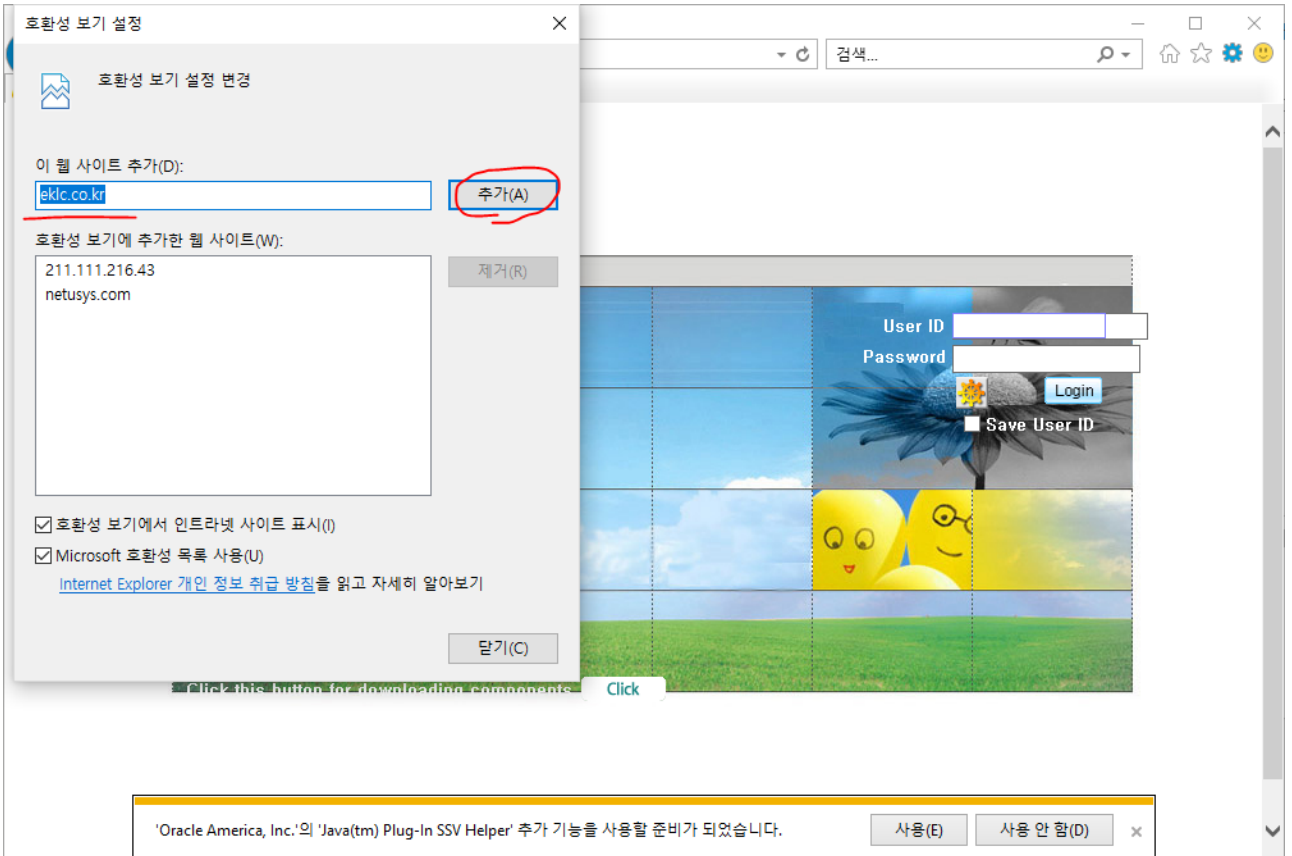 호환성 보기 설정
검색...
호환성 보기 설정 변경
이 웹 사이트 추가(D):
eklc.co.kr
추가(A)
호환성 보기에 추가한 웹 사이트(W):
211.111.216.43
netusys.com
제거(R)
User ID
Password
Login
Save User ID
호환성 보기에서 인트라넷 사이트 표시(I)
Microsoft 호환성 목록 사용(U)
Internet Explorer 개인 정보 취급 방침을 읽고 자세히 알아보기
닫기(C)
Click this button for downloading components
Click
'Oracle America, Inc.'의 'Java(tm) Plug-In SSV Helper' 추가 기능을 사용할 준비가 되었습니다.
사용(E)
사용 안 함(D)